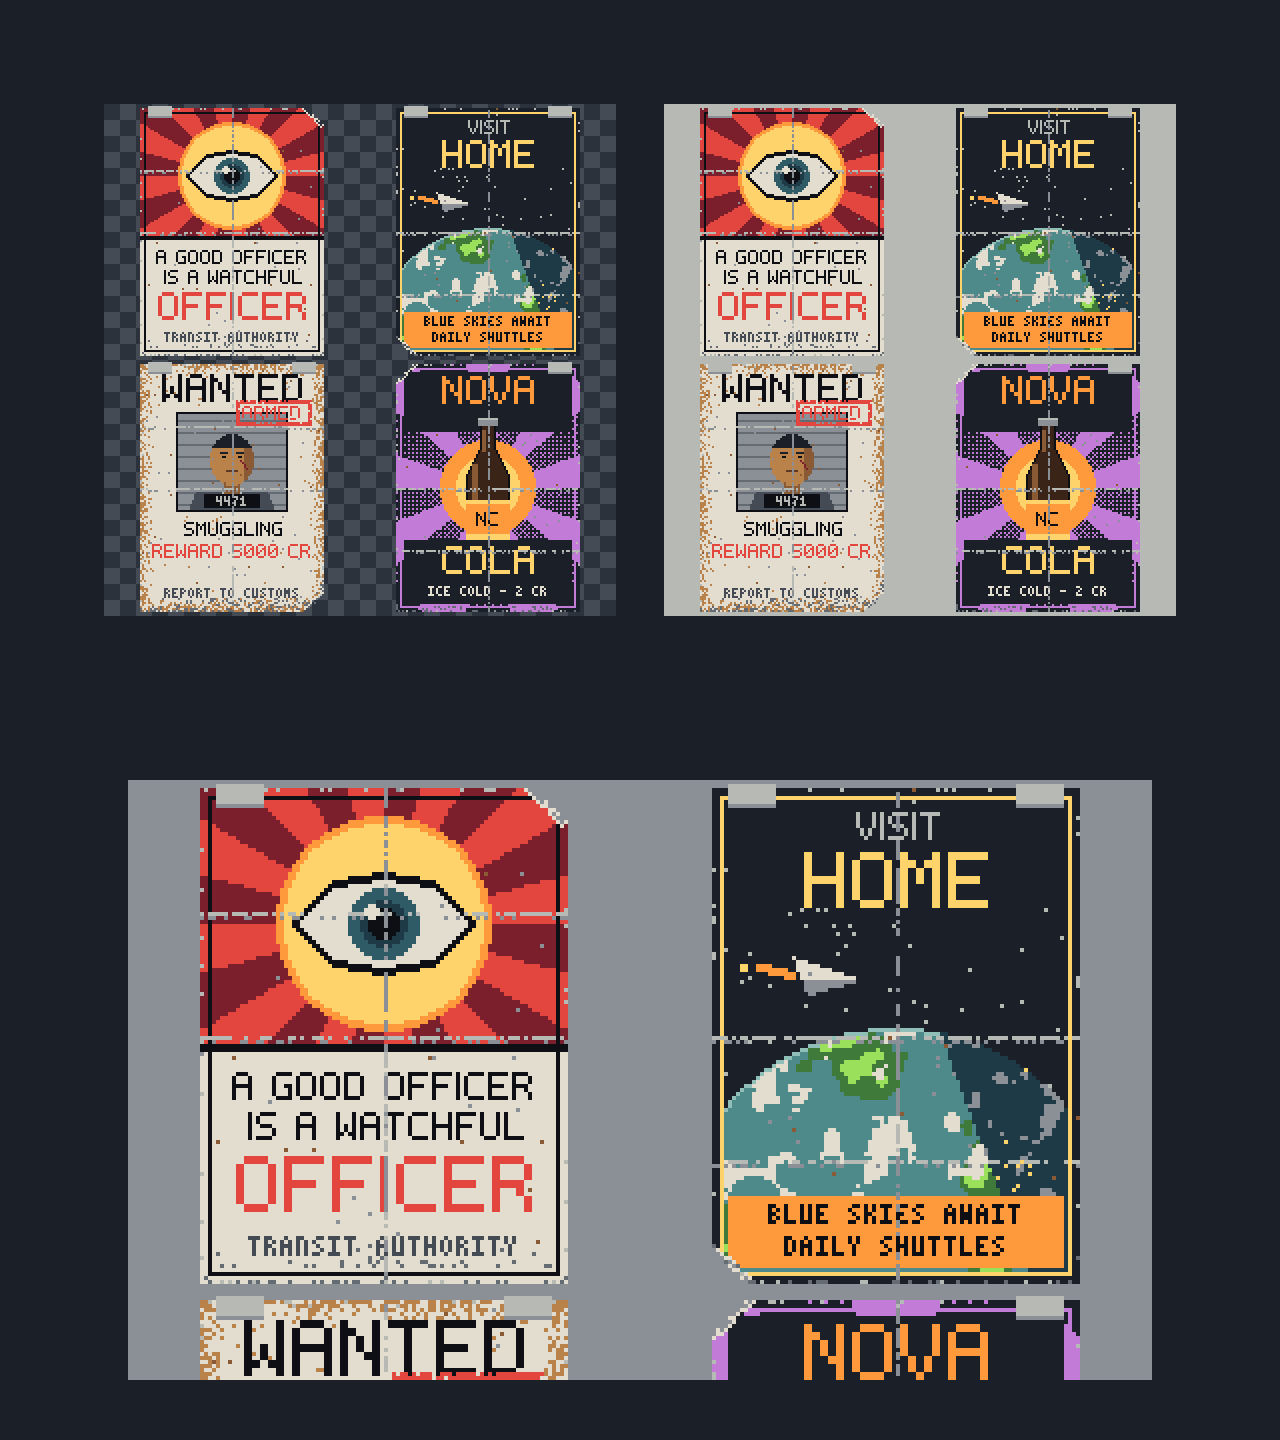 A GOOD OFFICER
IS A WATCHFUL
OFFICER
TRANSIT AUTHORITY
VISIT
HOME
BLUE SKIES AWAIT
DAILY SHUTTLES
WANTED
ARMED
4471
SMUGGLING
REWARD 5000 CR
REPORT TO CUSTOMS
NOVA
NC
COLA
ICE COLD - 2 CR
A GOOD OFFICER
IS A WATCHFUL
OFFICER
TRANSIT AUTHORITY
VISIT
HOME
BLUE SKIES AWAIT
DAILY SHUTTLES
WANTED
ARMED
4471
SMUGGLING
REWARD 5000 CR
REPORT TO CUSTOMS
NOVA
NC
COLA
ICE COLD - 2 CR
A GOOD OFFICER
IS A WATCHFUL
OFFICER
TRANSIT AUTHORITY
VISIT
HOME
BLUE SKIES AWAIT
DAILY SHUTTLES
WANTED
NOVA